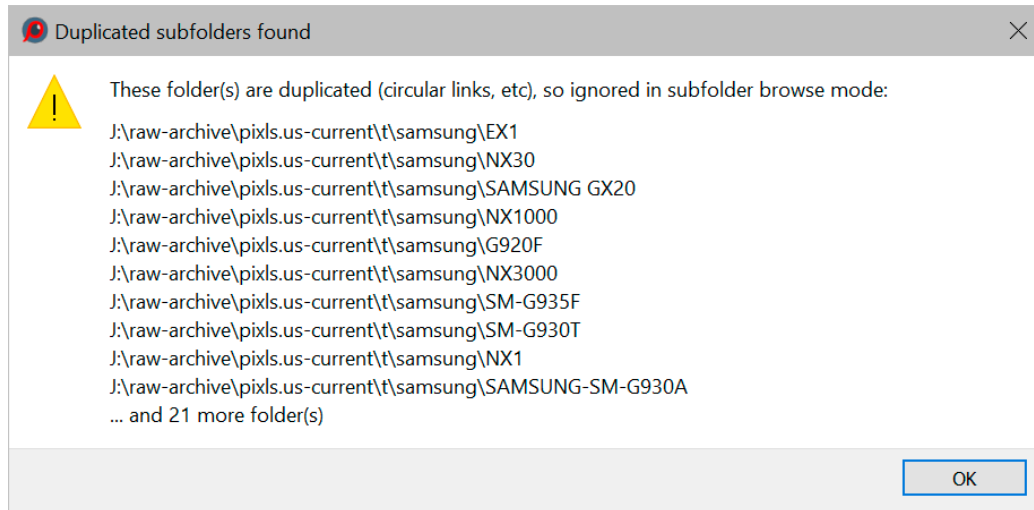 Duplicated subfolders found
These folder(s) are duplicated (circular links, etc), so ignored in subfolder browse mode:
J:\raw-archive\pixls.us-current\t\samsung\EX1
J:\raw-archive\pixls.us-current\t\samsung\NX30
J:\raw-archive\pixls.us-current\t\samsung\SAMSUNG GX20
J:\raw-archive\pixls.us-current\t\samsung\NX1000
J:\raw-archive\pixls.us-current\t\samsung\G920F
J:\raw-archive\pixls.us-current\t\samsung\NX3000
J:\raw-archive\pixls.us-current\t\samsung\SM-G935F
J:\raw-archive\pixls.us-current\t\samsung\SM-G930T
J:\raw-archive\pixls.us-current\t\samsung\NX1
J:\raw-archive\pixls.us-current\t\samsung\SAMSUNG-SM-G930A
... and 21 more folder(s)
OK